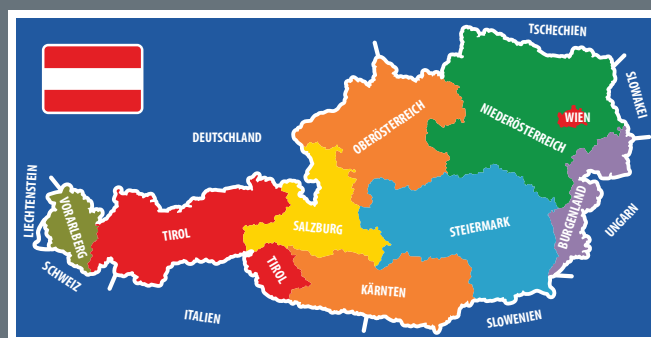 TSCHECHIEN
SLOWAKEI
NIEDERÖSTERREICH
WIEN
OBERÖSTERREICH
DEUTSCHLAND
LIECHTENSTEIN
VORARLBERG
TIROL
SALZBURG
STEIERMARK
BURGENLAND
UNGARN
SCHWEIZ
TIROL
KÄRNTEN
ITALIEN
SLOWENIEN